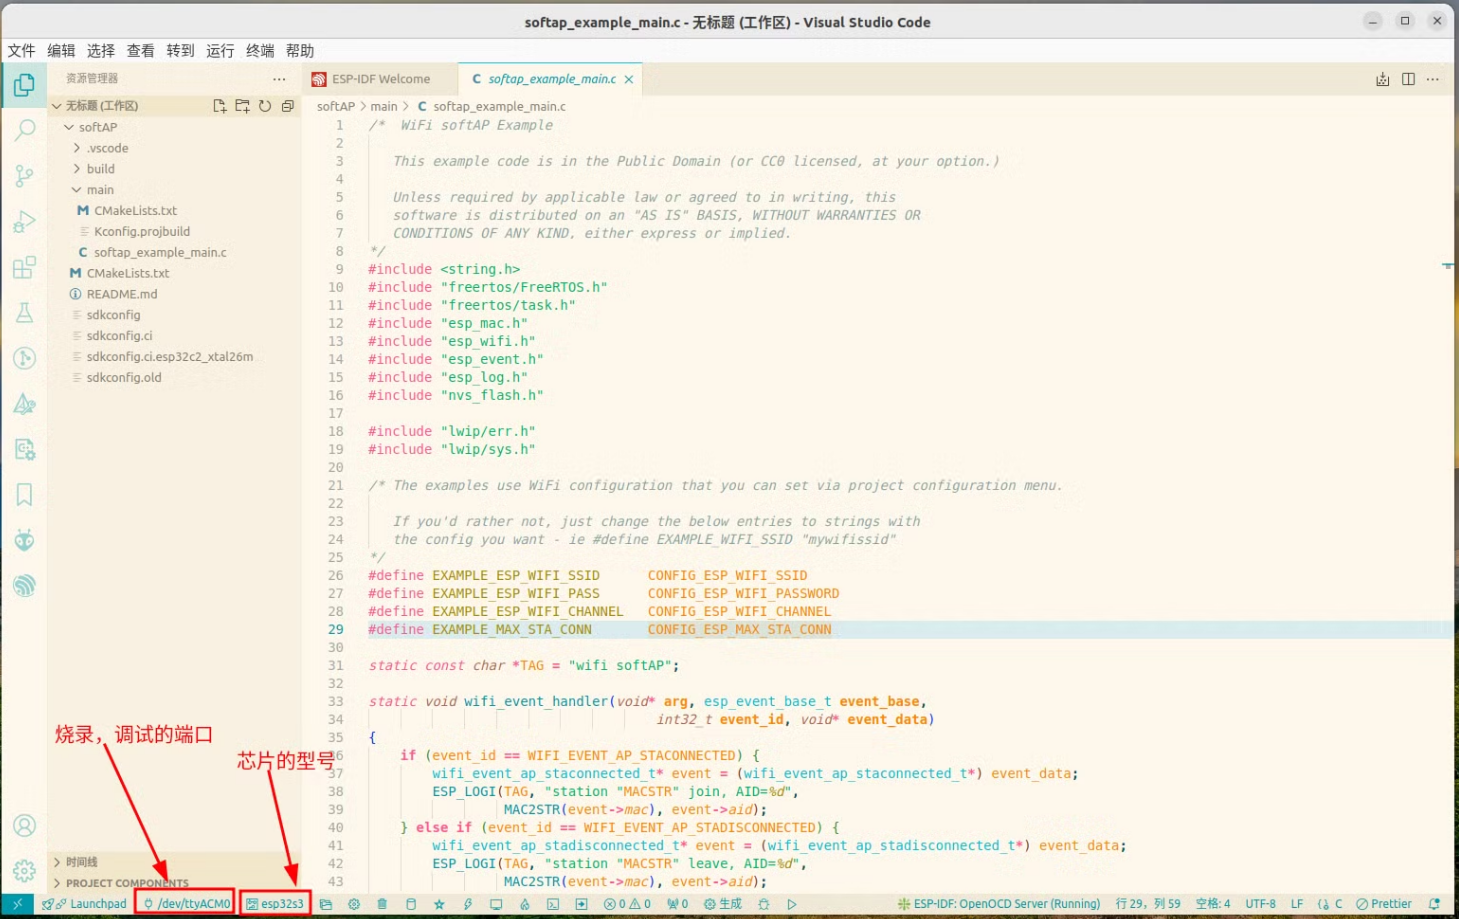 softap_example_main.c - 无标题 (工作区) - Visual Studio Code
文件 编辑 选择 查看 转到 运行 终端 帮助
资源管理器
ESP-IDF Welcome
C softap_example_main.c
无标题 (工作区)
softAP
.vscode
build
main
M CMakeLists.txt
Kconfig.projbuild
C softap_example_main.c
M CMakeLists.txt
README.md
sdkconfig
sdkconfig.ci
sdkconfig.ci.esp32c2_xtal26m
sdkconfig.old
softAP > main > C softap_example_main.c
1 /*  WiFi softAP Example
2
3 This example code is in the Public Domain (or CC0 licensed, at your option.)
4
5 Unless required by applicable law or agreed to in writing, this
6 software is distributed on an "AS IS" BASIS, WITHOUT WARRANTIES OR
7 CONDITIONS OF ANY KIND, either express or implied.
8 */
9 #include <string.h>
10 #include "freertos/FreeRTOS.h"
11 #include "freertos/task.h"
12 #include "esp_mac.h"
13 #include "esp_wifi.h"
14 #include "esp_event.h"
15 #include "esp_log.h"
16 #include "nvs_flash.h"
17
18 #include "lwip/err.h"
19 #include "lwip/sys.h"
20
21 /* The examples use WiFi configuration that you can set via project configuration menu.
22
23 If you'd rather not, just change the below entries to strings with
24 the config you want - ie #define EXAMPLE_WIFI_SSID "mywifissid"
25 */
26 #define EXAMPLE_ESP_WIFI_SSID      CONFIG_ESP_WIFI_SSID
27 #define EXAMPLE_ESP_WIFI_PASS      CONFIG_ESP_WIFI_PASSWORD
28 #define EXAMPLE_ESP_WIFI_CHANNEL   CONFIG_ESP_WIFI_CHANNEL
29 #define EXAMPLE_MAX_STA_CONN       CONFIG_ESP_MAX_STA_CONN
30
31 static const char *TAG = "wifi softAP";
32
33 static void wifi_event_handler(void* arg, esp_event_base_t event_base,
34 int32_t event_id, void* event_data)
35 {
36 if (event_id == WIFI_EVENT_AP_STACONNECTED) {
37 wifi_event_ap_staconnected_t* event = (wifi_event_ap_staconnected_t*) event_data;
38 ESP_LOGI(TAG, "station "MACSTR" join, AID=%d",
39 MAC2STR(event->mac), event->aid);
40 } else if (event_id == WIFI_EVENT_AP_STADISCONNECTED) {
41 wifi_event_ap_stadisconnected_t* event = (wifi_event_ap_stadisconnected_t*) event_data;
42 ESP_LOGI(TAG, "station "MACSTR" leave, AID=%d",
43 MAC2STR(event->mac), event->aid);
烧录，调试的端口
芯片的型号
时间线
PROJECT COMPONENTS
Launchpad /dev/ttyACM0 esp32s3 0 0 0 生成 ESP-IDF: OpenOCD Server (Running) 行 29，列 59 空格: 4 UTF-8 LF C Prettier